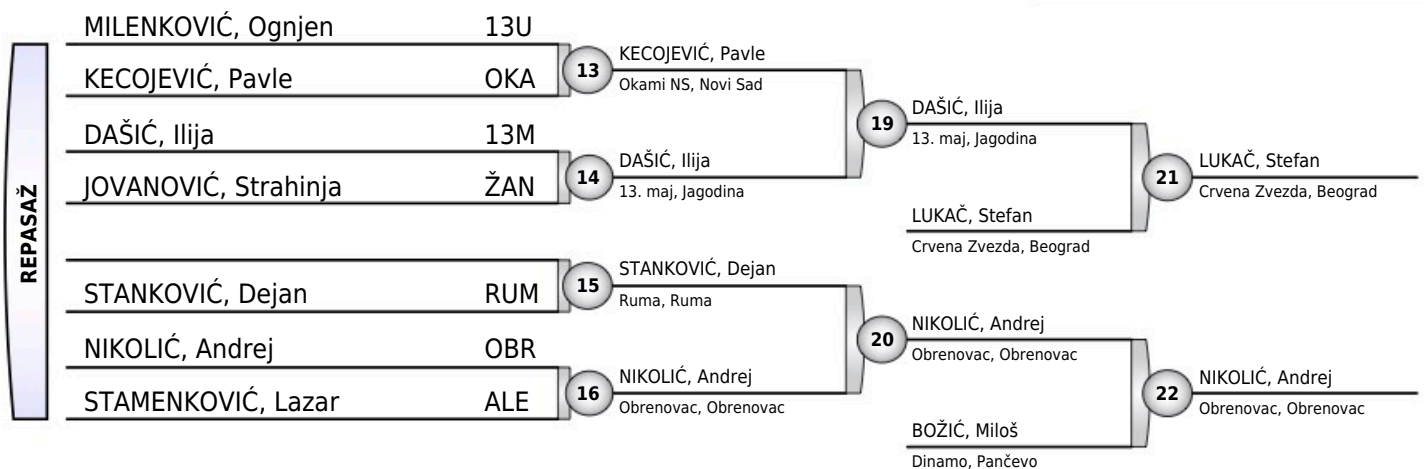 REPASAŽ
MILENKOVIĆ, Ognjen 13U
KECOJEVIĆ, Pavle OKA
DAŠIĆ, Ilija 13M
JOVANOVIĆ, Strahinja ŽAN
STANKOVIĆ, Dejan RUM
NIKOLIĆ, Andrej OBR
STAMENKOVIĆ, Lazar ALE
13
KECOJEVIĆ, Pavle
Okami NS, Novi Sad
14
DAŠIĆ, Ilija
13. maj, Jagodina
15
STANKOVIĆ, Dejan
Ruma, Ruma
16
NIKOLIĆ, Andrej
Obrenovac, Obrenovac
19
DAŠIĆ, Ilija
13. maj, Jagodina
LUKAČ, Stefan
Crvena Zvezda, Beograd
20
NIKOLIĆ, Andrej
Obrenovac, Obrenovac
BOŽIĆ, Miloš
Dinamo, Pančevo
21
LUKAČ, Stefan
Crvena Zvezda, Beograd
22
NIKOLIĆ, Andrej
Obrenovac, Obrenovac